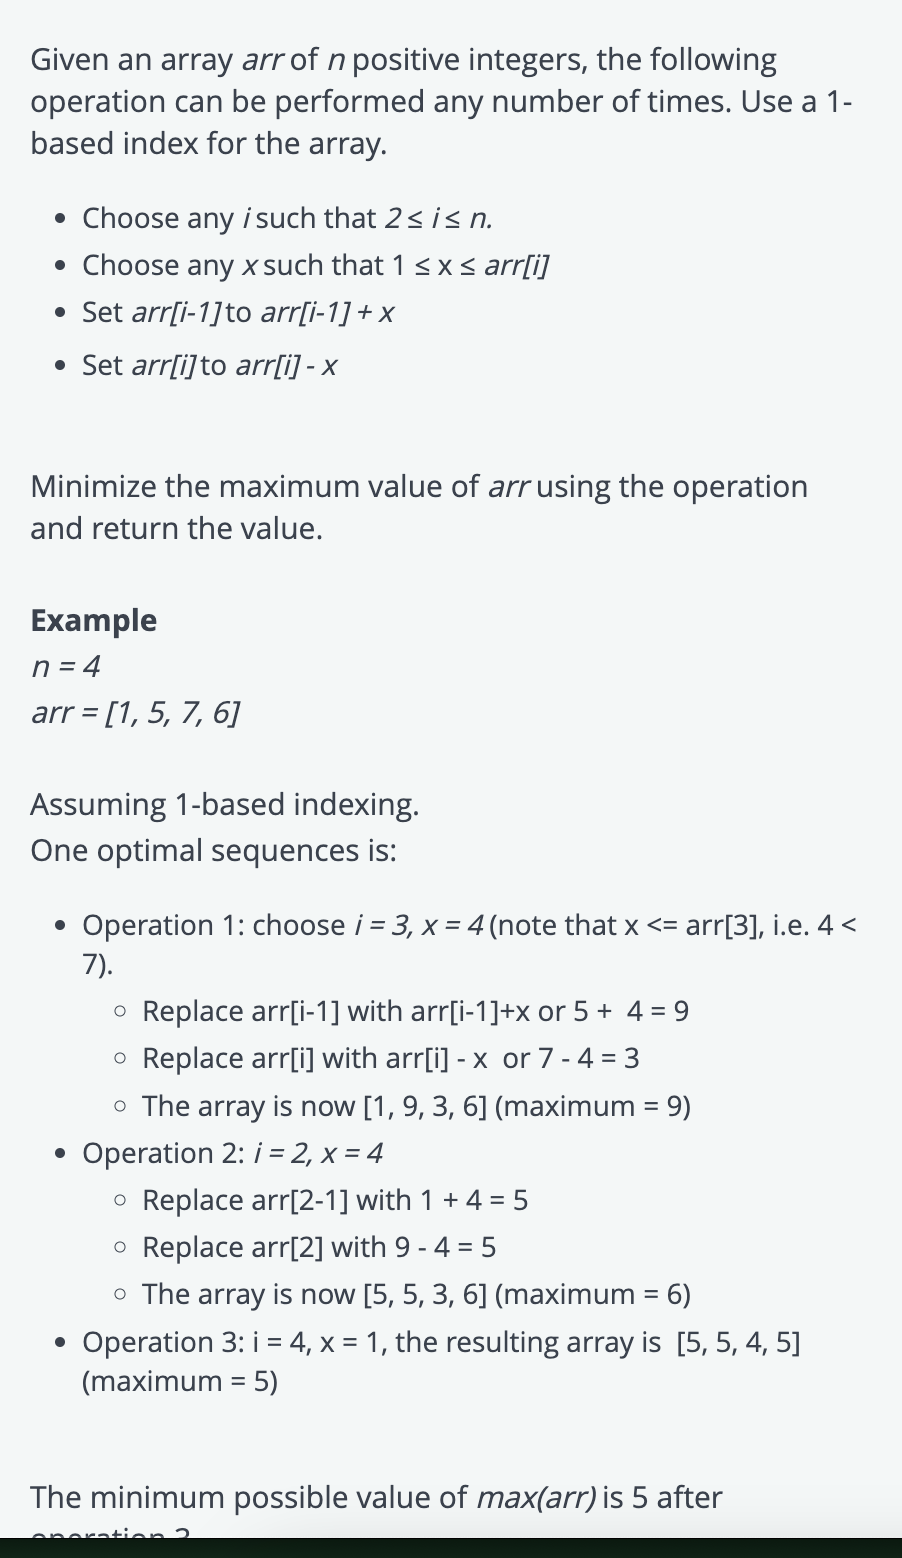 Given an array arr of n positive integers, the following
operation can be performed any number of times. Use a 1-
based index for the array.
• Choose any i such that 2 ≤ i ≤ n.
• Choose any x such that 1 ≤ x ≤ arr[i]
• Set arr[i-1] to arr[i-1] + x
• Set arr[i] to arr[i] - x
Minimize the maximum value of arr using the operation
and return the value.
Example
n = 4
arr = [1, 5, 7, 6]
Assuming 1-based indexing.
One optimal sequences is:
• Operation 1: choose i = 3, x = 4 (note that x <= arr[3], i.e. 4 <
7).
◦ Replace arr[i-1] with arr[i-1]+x or 5 + 4 = 9
◦ Replace arr[i] with arr[i] - x or 7 - 4 = 3
◦ The array is now [1, 9, 3, 6] (maximum = 9)
• Operation 2: i = 2, x = 4
◦ Replace arr[2-1] with 1 + 4 = 5
◦ Replace arr[2] with 9 - 4 = 5
◦ The array is now [5, 5, 3, 6] (maximum = 6)
• Operation 3: i = 4, x = 1, the resulting array is [5, 5, 4, 5]
(maximum = 5)
The minimum possible value of max(arr) is 5 after
operation 3